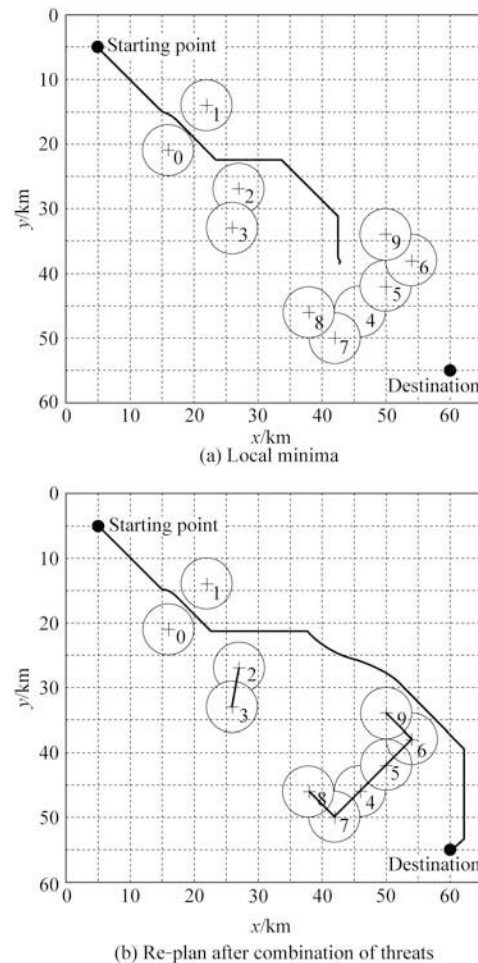 0
Starting point
10
1
0
20
2
30
3
9
6
40
5
8
4
7
50
Destination
60
0 10 20 30 40 50 60
y/km
x/km
(a) Local minima
0
Starting point
10
1
0
20
2
30
3
9
6
40
5
8
4
7
50
Destination
60
0 10 20 30 40 50 60
y/km
x/km
(b) Re-plan after combination of threats